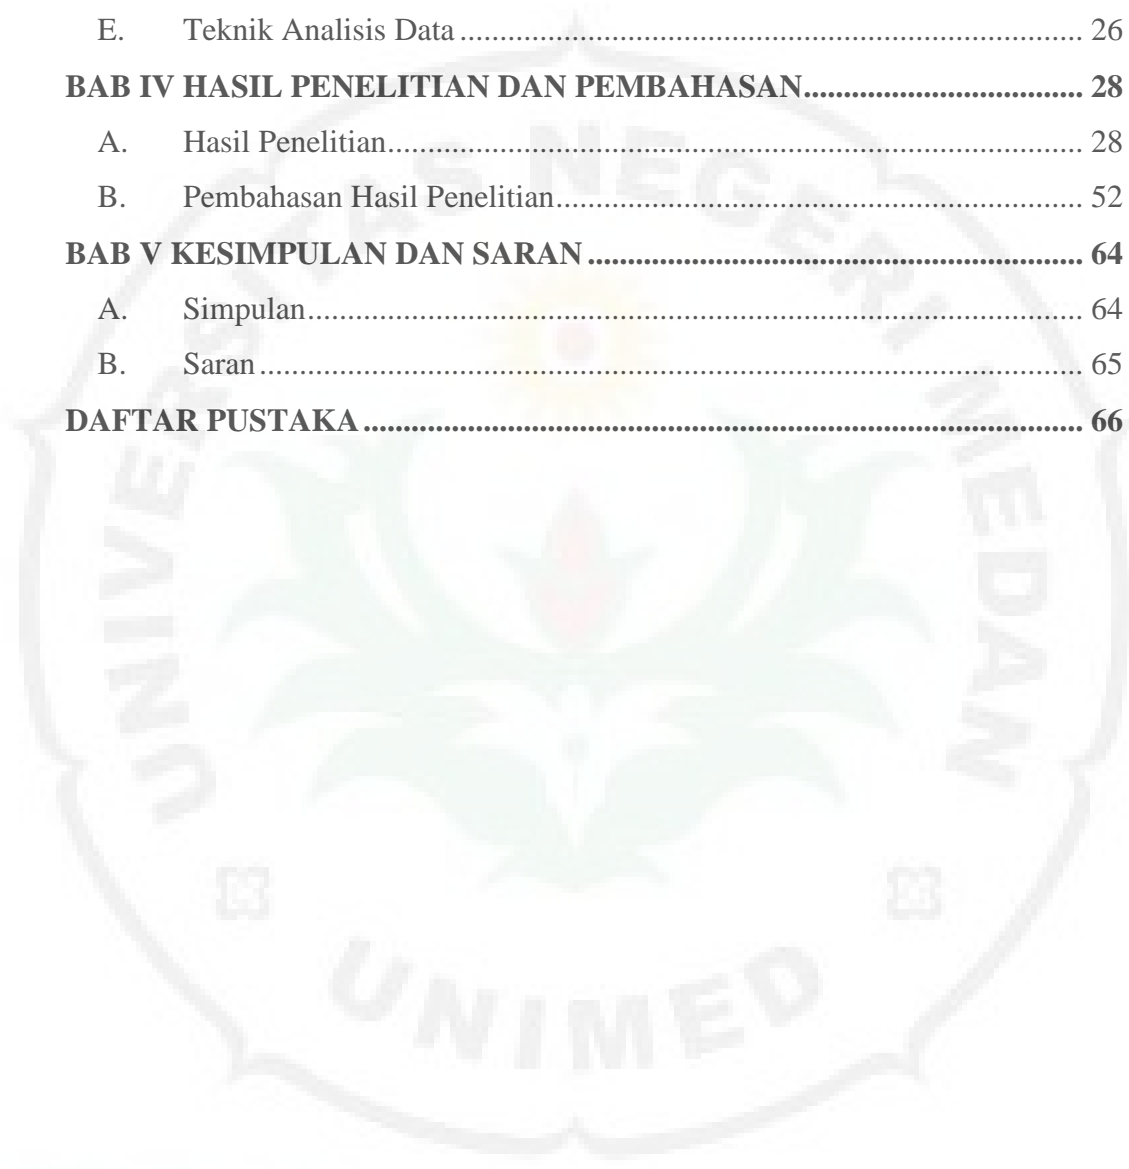 E. Teknik Analisis Data ............................................................................. 26
BAB IV HASIL PENELITIAN DAN PEMBAHASAN.................................. 28
A. Hasil Penelitian...................................................................................... 28
B. Pembahasan Hasil Penelitian................................................................. 52
BAB V KESIMPULAN DAN SARAN ............................................................ 64
A. Simpulan................................................................................................ 64
B. Saran ...................................................................................................... 65
DAFTAR PUSTAKA ........................................................................................ 66
UNIVERSITAS NEGERI MEDAN
UNIMED